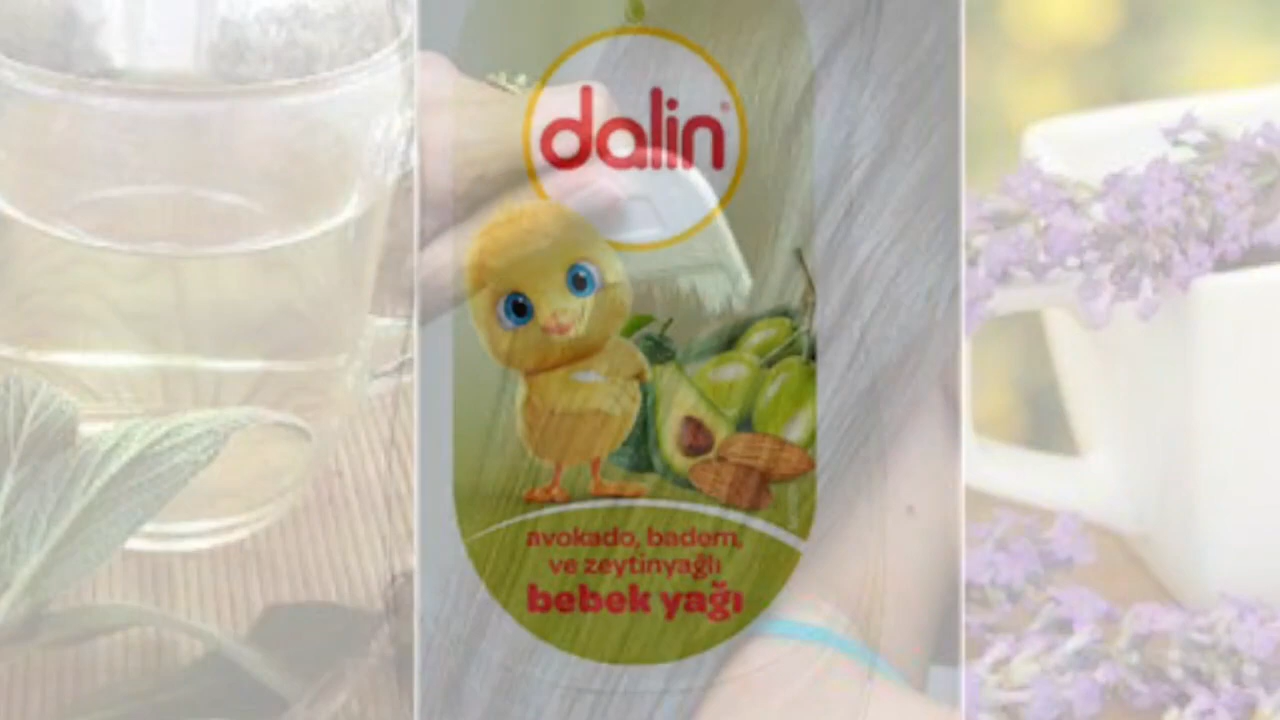 dalin
avokado, badem,
ve zeytinyağlı
bebek yağı